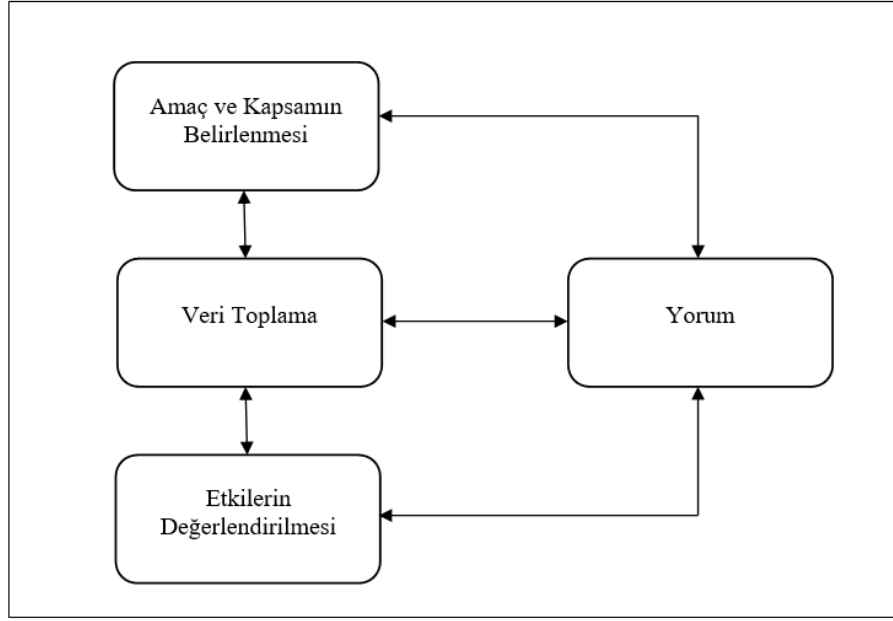 Amaç ve Kapsamın
Belirlenmesi
Veri Toplama
Yorum
Etkilerin
Değerlendirilmesi